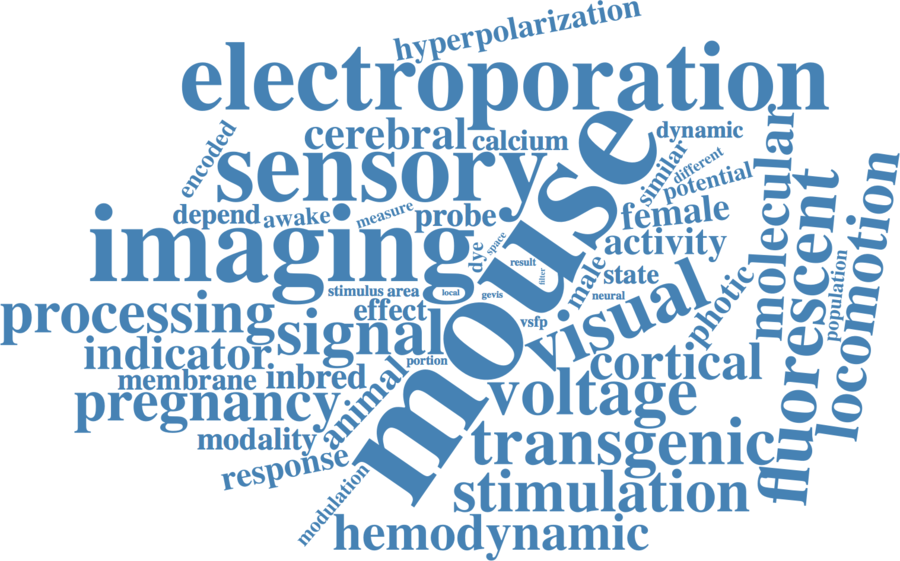 hyperpolarization
electroporation
cerebral
calcium
dynamic
encoded
sensory
mouse
similar
different
potential
molecular
depend
awake
measure
probe
female
fluorescent
locomotion
imaging
dye
space
activity
result
filter
male
state
population
stimulus area
local
gevis
neural
photic
processing
effect
signal
vsfp
visual
indicator
portion
cortical
membrane
inbred
animal
voltage
pregnancy
modality
transgenic
response
modulation
stimulation
hemodynamic